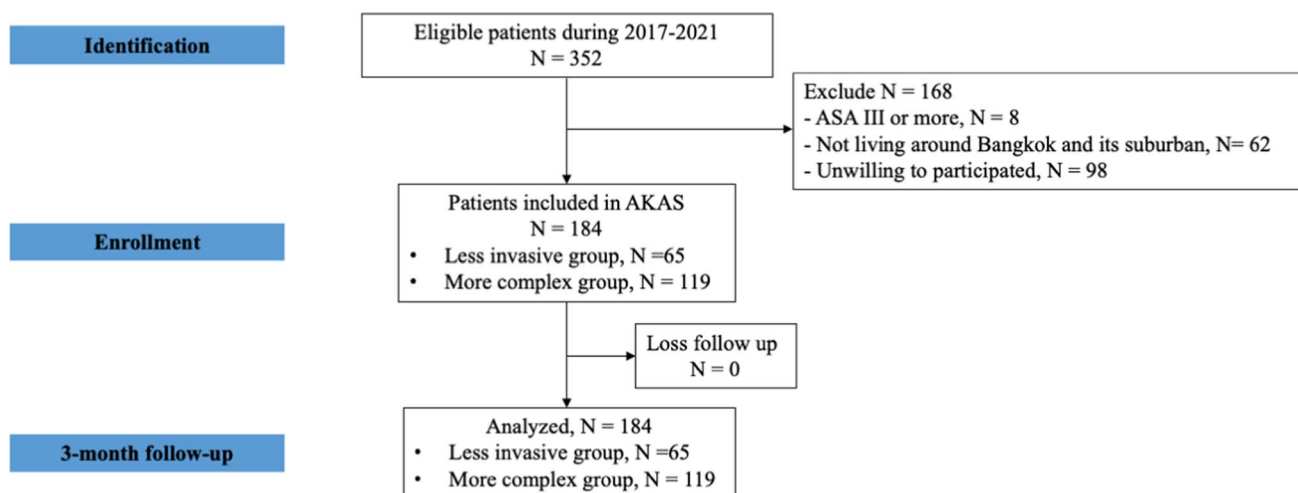 Identification
Eligible patients during 2017-2021
N = 352
Exclude N = 168
- ASA III or more, N = 8
- Not living around Bangkok and its suburban, N= 62
- Unwilling to participated, N = 98
Enrollment
Patients included in AKAS
N = 184
• Less invasive group, N =65
• More complex group, N = 119
Loss follow up
N = 0
3-month follow-up
Analyzed, N = 184
• Less invasive group, N =65
• More complex group, N = 119